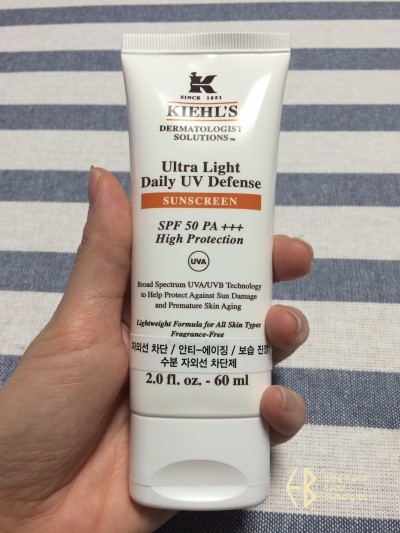 SINCE 1851
KIEHL'S
DERMATOLOGIST
SOLUTIONS™
Ultra Light
Daily UV Defense
SUNSCREEN
SPF 50 PA +++
High Protection
UVA
Broad Spectrum UVA/UVB Technology
to Help Protect Against Sun Damage
and Premature Skin Aging
Lightweight Formula for All Skin Types
Fragrance-Free
자외선 차단 / 안티-에이징 / 보습 진정
수분 자외선 차단제
2.0 fl. oz. - 60 ml